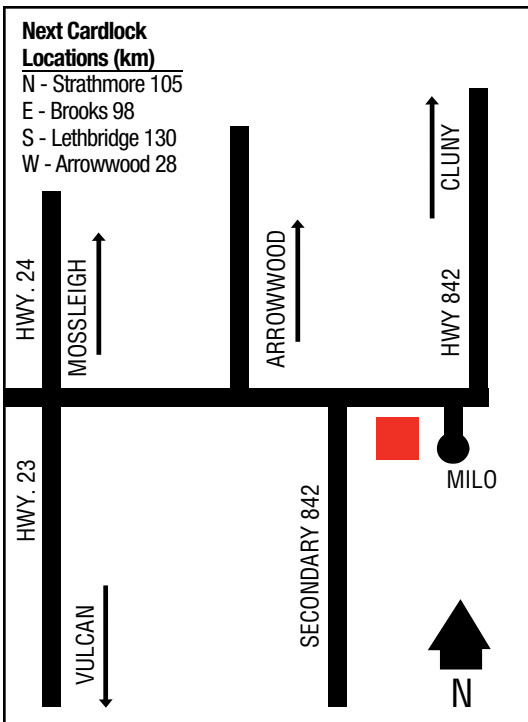 Next Cardlock
Locations (km)
N - Strathmore 105
E - Brooks 98
S - Lethbridge 130
W - Arrowwood 28
HWY. 24
MOSSLEIGH
ARROWWOOD
CLUNY
HWY 842
HWY. 23
VULCAN
SECONDARY 842
MILO
N